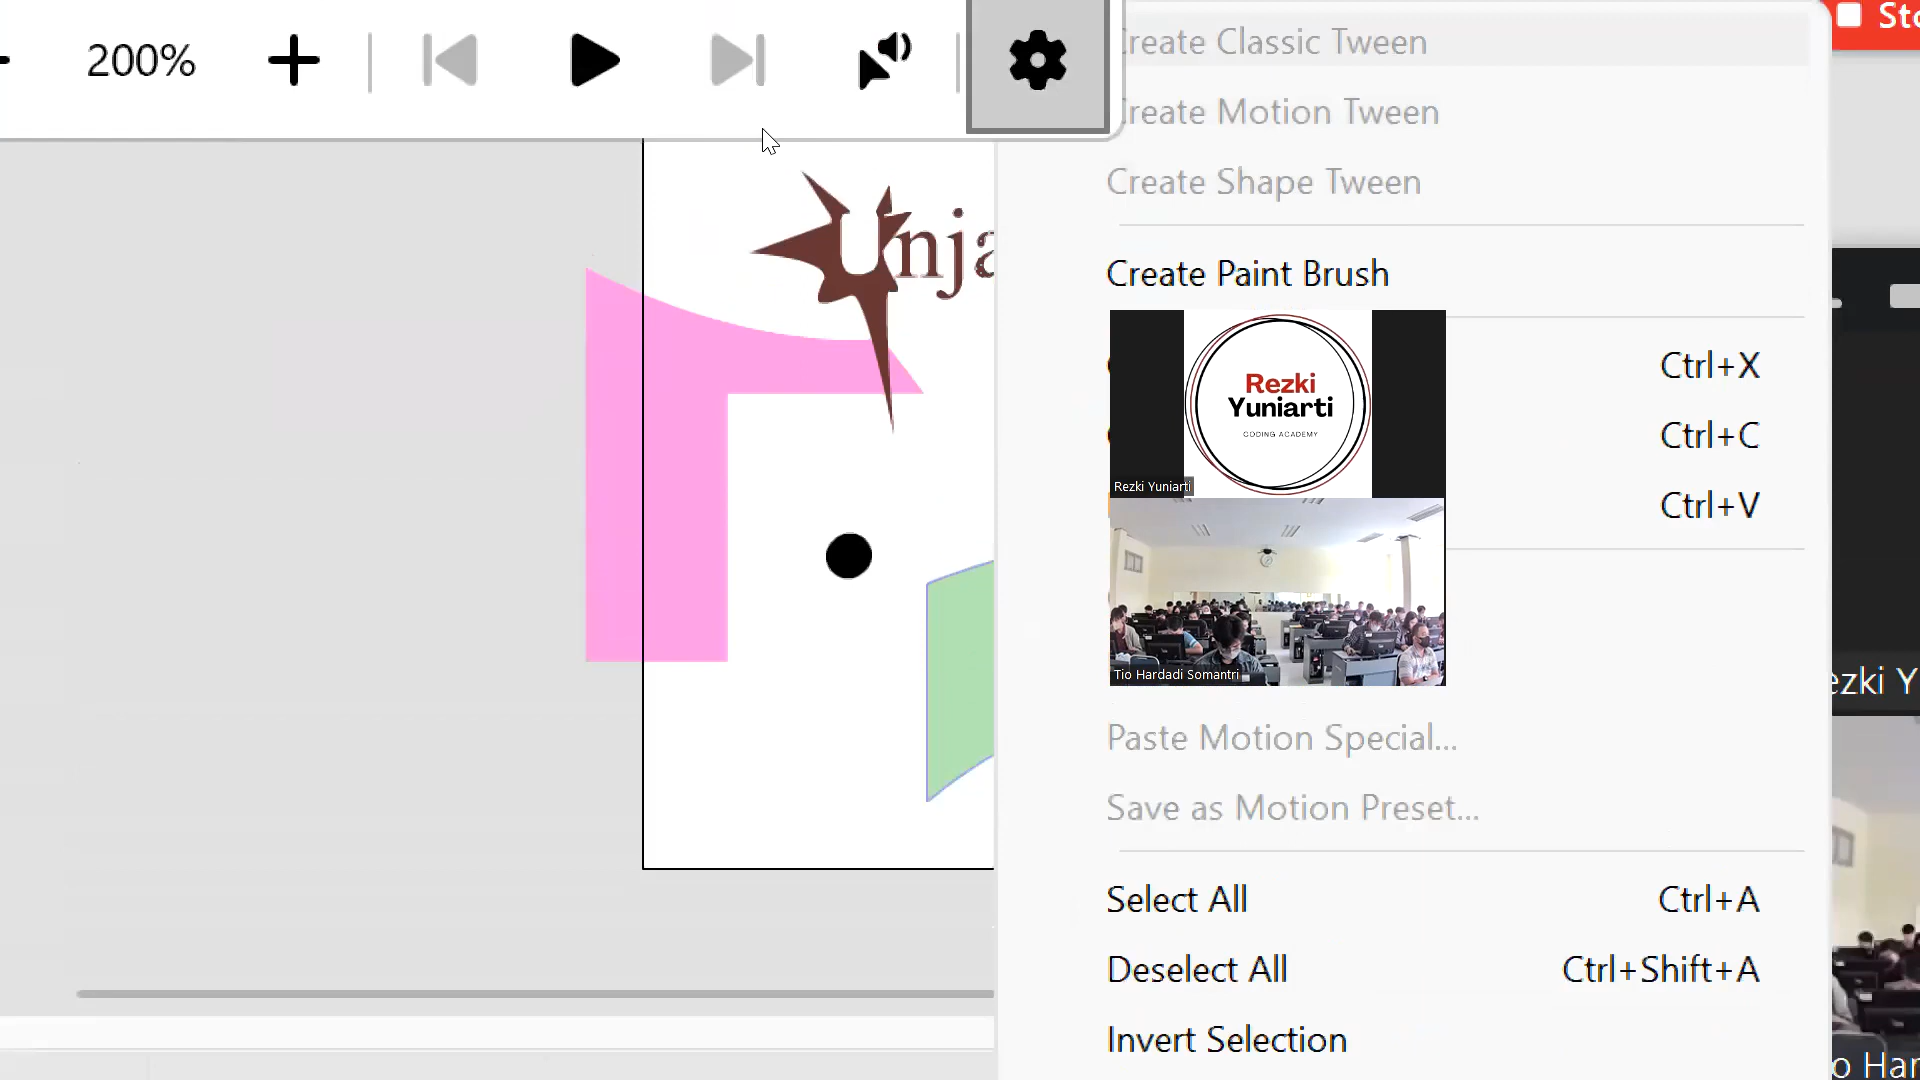 200%
Sto
Create Classic Tween
Create Motion Tween
Create Shape Tween
Unja
Create Paint Brush
Ctrl+X
Rezki
Yuniarti
CODING ACADEMY
Ctrl+C
Rezki Yuniarti
Ctrl+V
Tio Hardadi Somantri
ezki Y
Paste Motion Special...
Save as Motion Preset...
Select All Ctrl+A
Deselect All Ctrl+Shift+A
Invert Selection
o Har